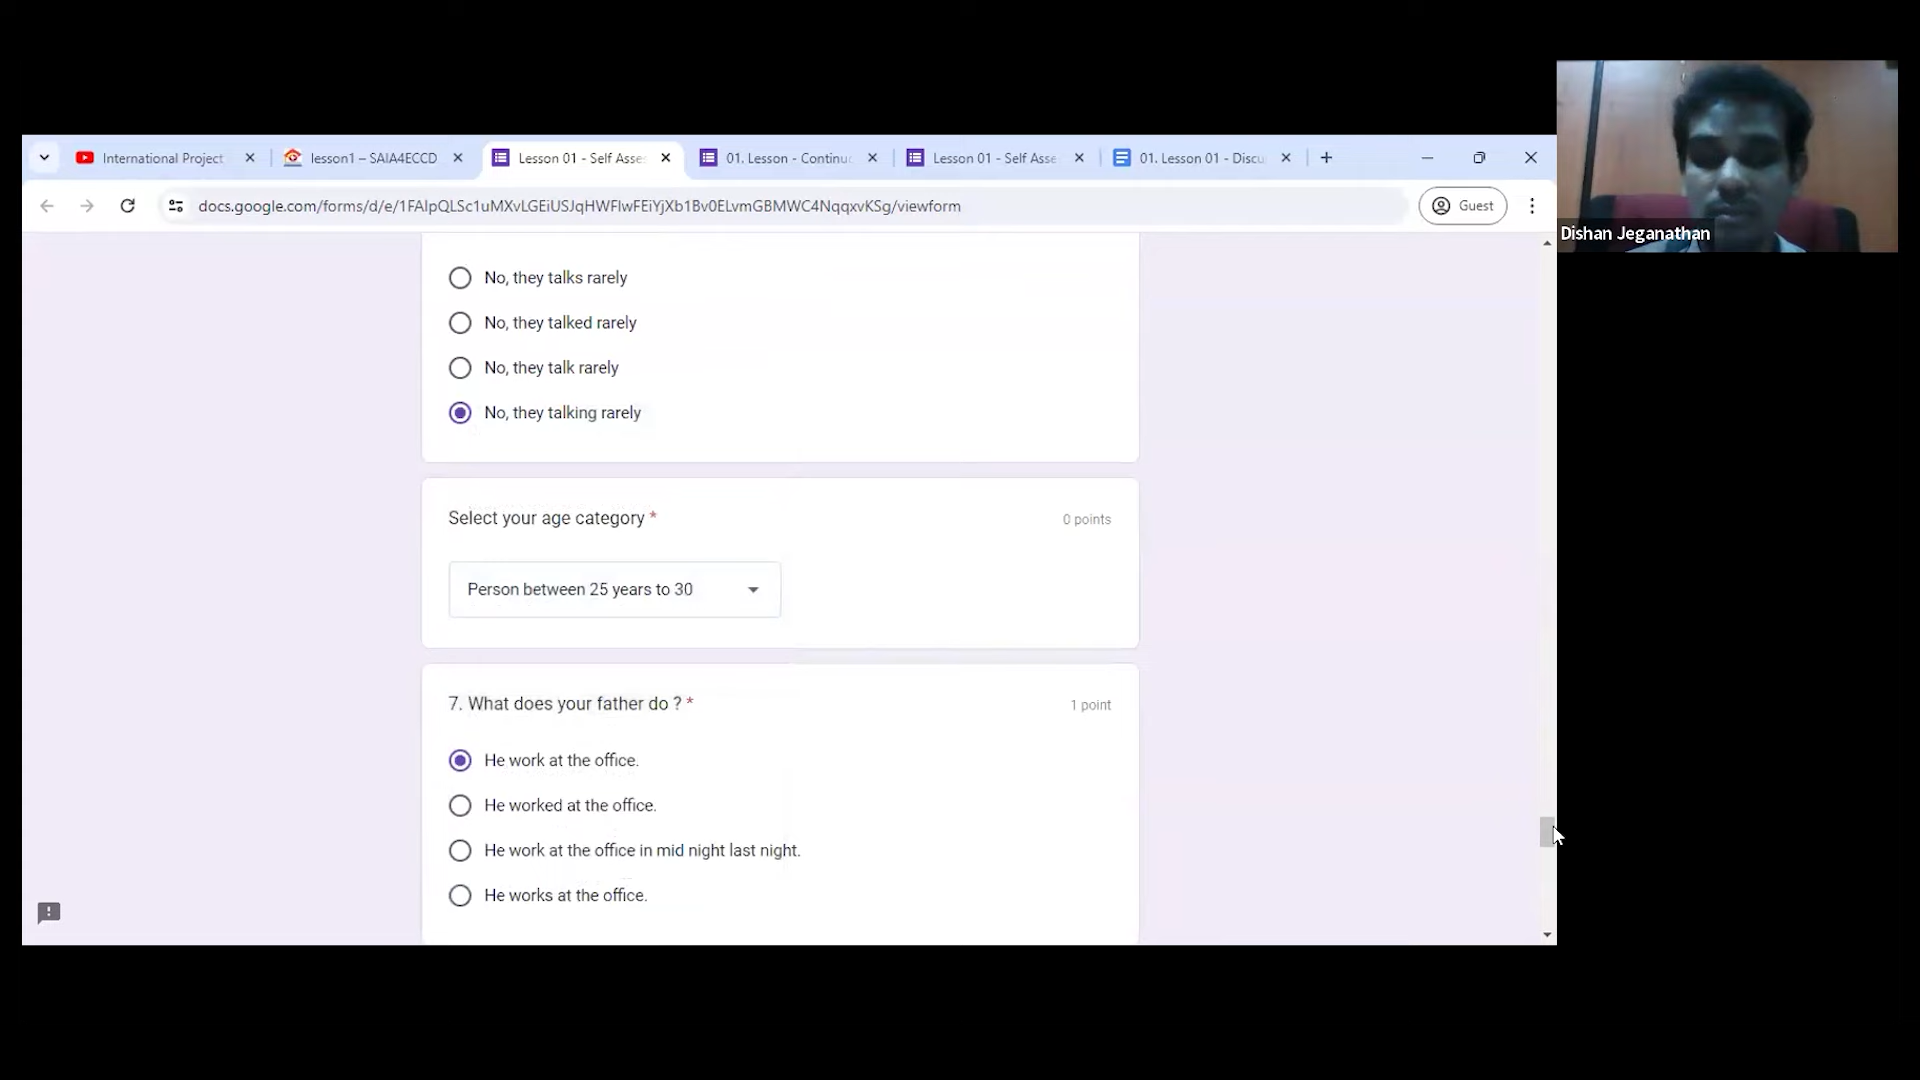 International Project
lesson1 – SAIA4ECCD
Lesson 01 - Self Asse
01. Lesson - Continuc
Lesson 01 - Self Asse
01. Lesson 01 - Discu
docs.google.com/forms/d/e/1FAIpQLSc1uMXvLGEiUSJqHWFlwFEiYjXb1Bv0ELvmGBMWC4NqqxvKSg/viewform
Guest
Dishan Jeganathan
No, they talks rarely
No, they talked rarely
No, they talk rarely
No, they talking rarely
Select your age category *
0 points
Person between 25 years to 30
7. What does your father do ? *
1 point
He work at the office.
He worked at the office.
He work at the office in mid night last night.
He works at the office.